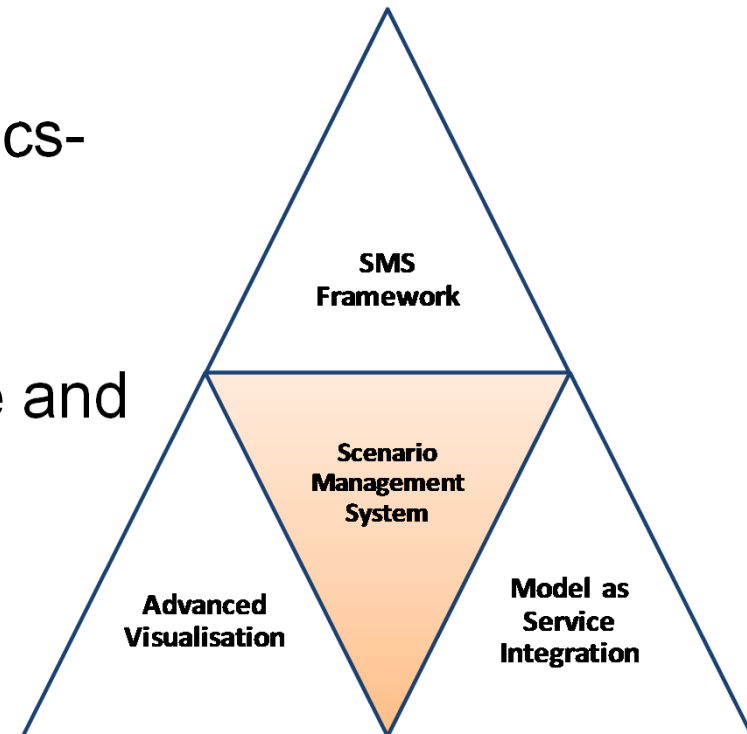 cs-
SMS
Framework
e and
Scenario
Management
System
Advanced
Visualisation
Model as
Service
Integration